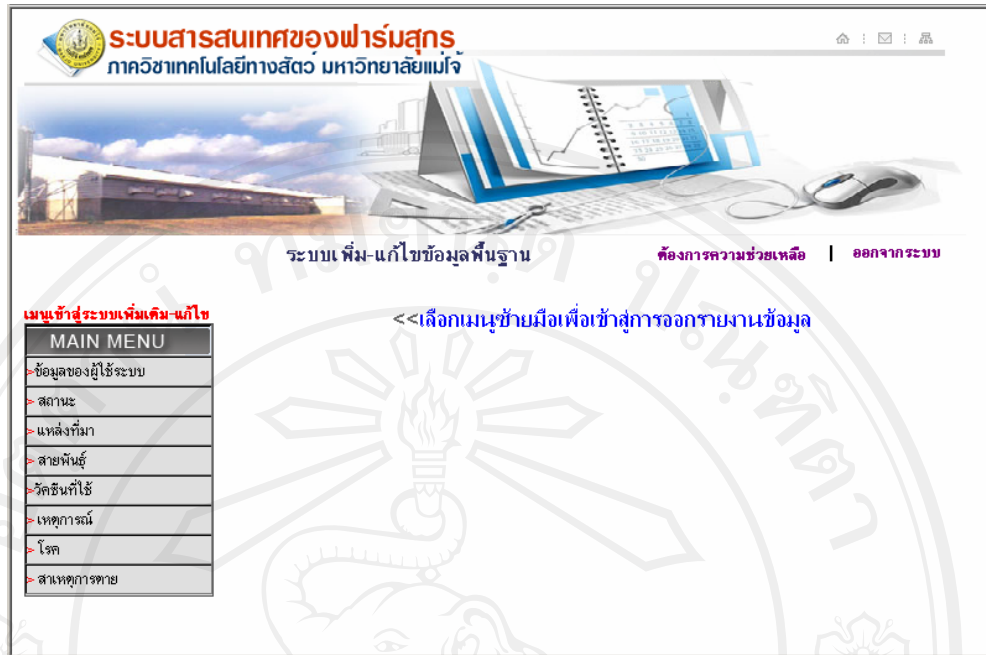 ระบบสารสนเทศของฟาร์มสุกร
ภาควิชาเทคโนโลยีทางสัตว์ มหาวิทยาลัยแม่โจ้
ระบบเพิ่ม-แก้ไขข้อมูลพื้นฐาน
ต้องการความช่วยเหลือ | ออกจากระบบ
เมนูเข้าสู่ระบบเพิ่มเติม-แก้ไข
<<เลือกเมนูซ้ายมือเพื่อเข้าสู่การออกรายงานข้อมูล
MAIN MENU
>ข้อมูลของผู้ใช้ระบบ
> สถานะ
> แหล่งที่มา
> สายพันธุ์
>วัคซีนที่ใช้
> เหตุการณ์
> โรค
> สาเหตุการตาย